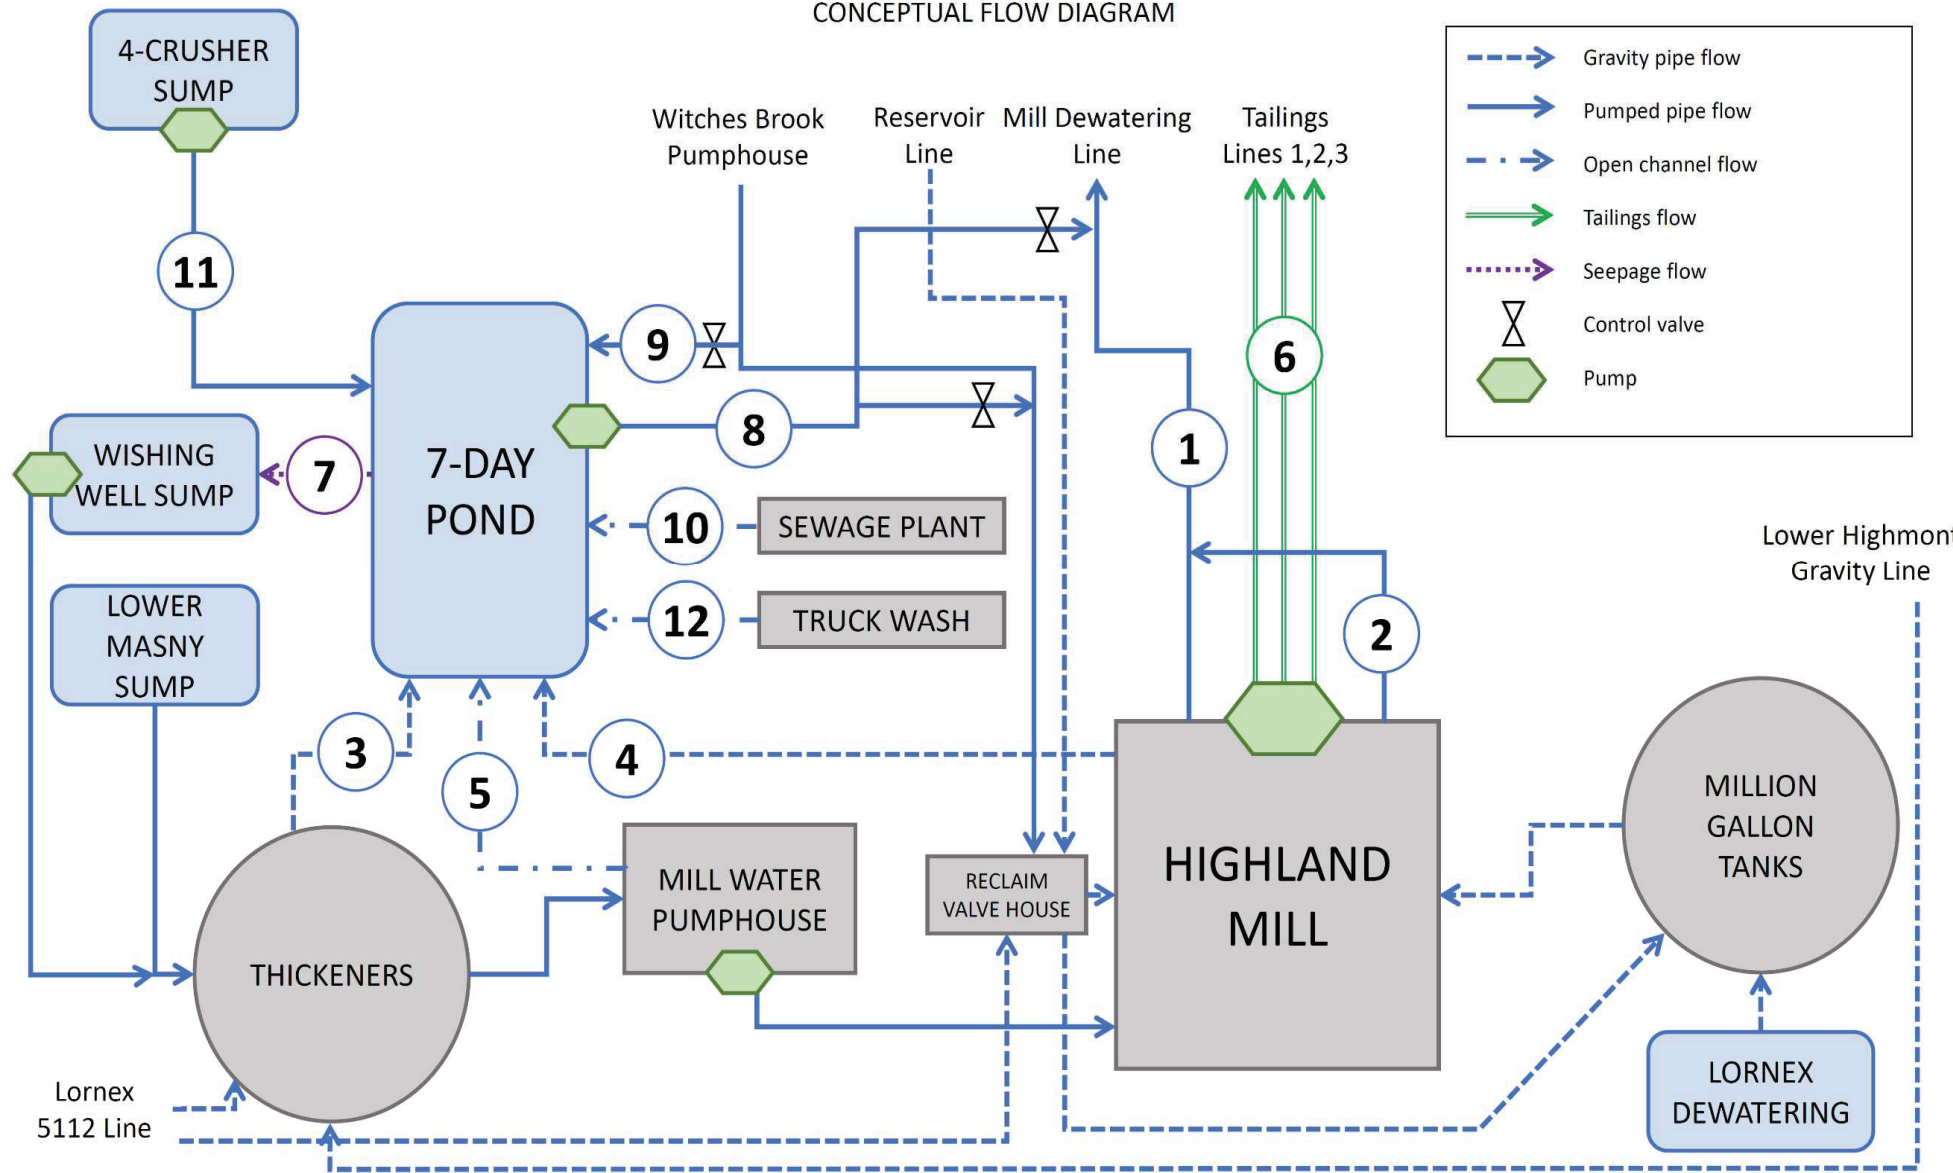 CONCEPTUAL FLOW DIAGRAM
4-CRUSHER
SUMP
Gravity pipe flow
Pumped pipe flow
Open channel flow
Tailings flow
Seepage flow
Control valve
Pump
Witches Brook
Pumphouse
Reservoir
Line
Mill Dewatering
Line
Tailings
Lines 1,2,3
11
9
6
8
1
WISHING
WELL SUMP
7
7-DAY
POND
10
SEWAGE PLANT
12
TRUCK WASH
2
Lower Highmont
Gravity Line
LOWER
MASNY
SUMP
3
5
4
MILLION
GALLON
TANKS
MILL WATER
PUMPHOUSE
RECLAIM
VALVE HOUSE
HIGHLAND
MILL
THICKENERS
Lornex
5112 Line
LORNEX
DEWATERING